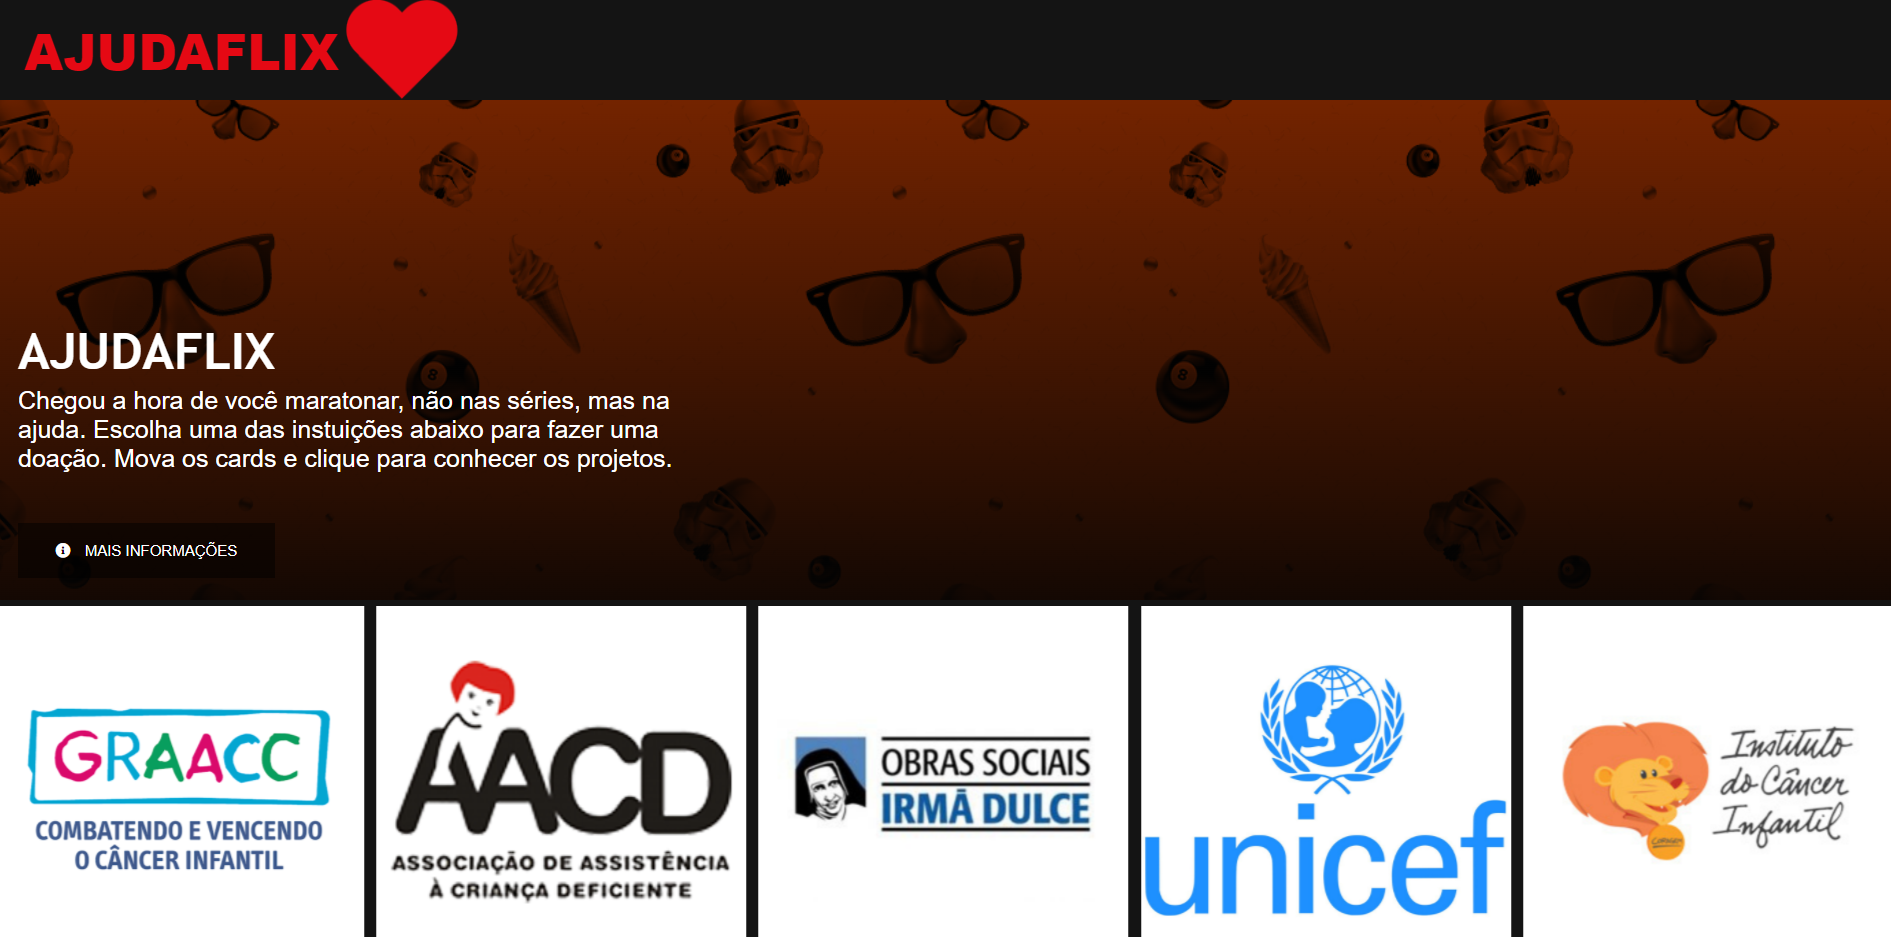 AJUDAFLIX
AJUDAFLIX
Chegou a hora de você maratonar, não nas séries, mas na
ajuda. Escolha uma das instuições abaixo para fazer uma
doação. Mova os cards e clique para conhecer os projetos.
MAIS INFORMAÇÕES
GRAACC
COMBATENDO E VENCENDO
O CÂNCER INFANTIL
AACD
ASSOCIAÇÃO DE ASSISTÊNCIA
À CRIANÇA DEFICIENTE
OBRAS SOCIAIS
IRMÃ DULCE
unicef
Instituto
do Câncer
Infantil
8
8